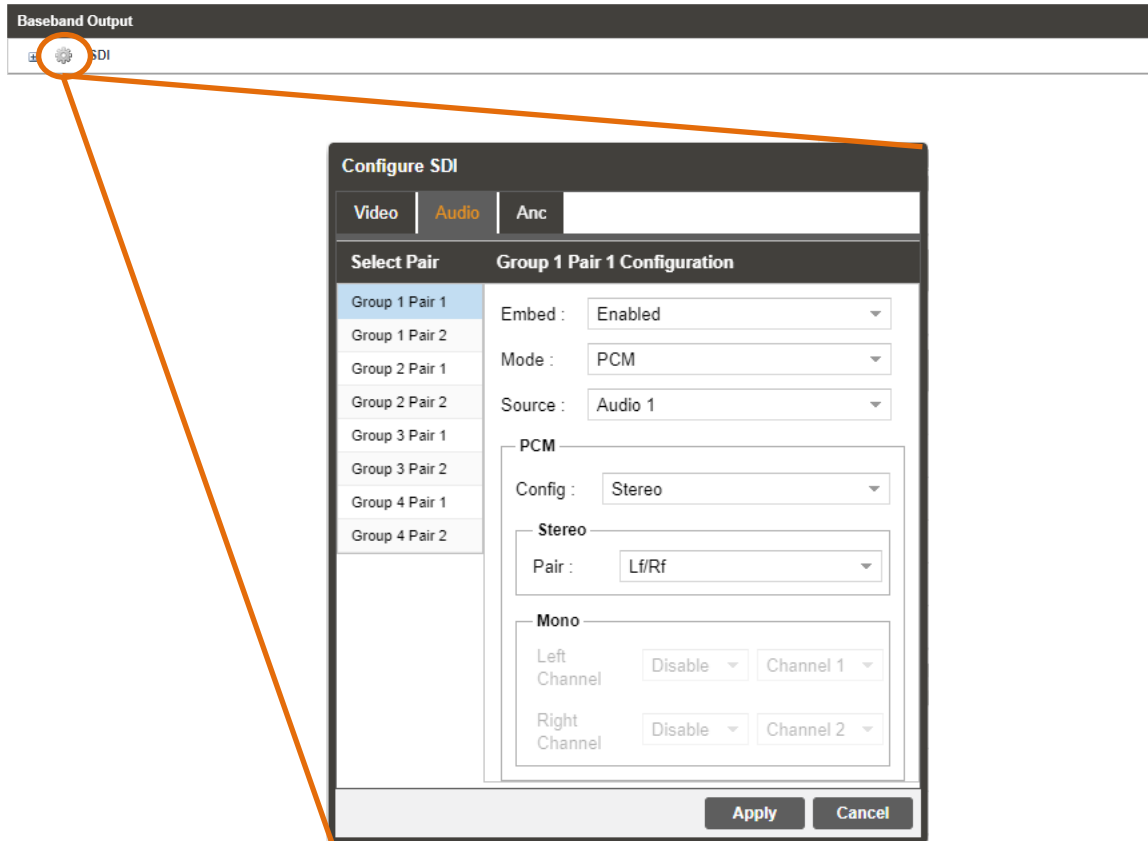 Baseband Output
SDI
Configure SDI
Video Audio Anc
Select Pair Group 1 Pair 1 Configuration
Group 1 Pair 1
Group 1 Pair 2
Group 2 Pair 1
Group 2 Pair 2
Group 3 Pair 1
Group 3 Pair 2
Group 4 Pair 1
Group 4 Pair 2
Embed : Enabled
Mode : PCM
Source : Audio 1
PCM
Config : Stereo
Stereo
Pair : Lf/Rf
Mono
Left
Channel
Disable Channel 1
Right
Channel
Disable Channel 2
Apply Cancel